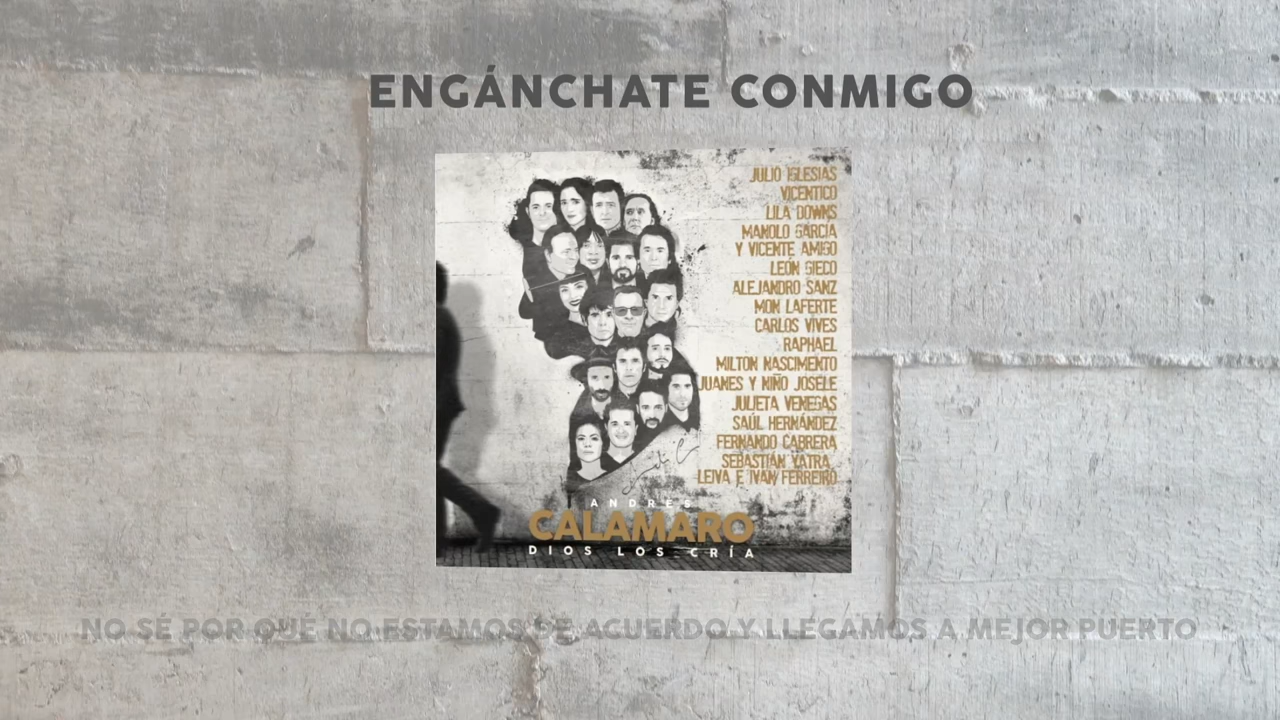 ENGÁNCHATE CONMIGO
JULIO IGLESIAS
VICENTICO
LILA DOWNS
MANOLO GARCÍA
Y VICENTE AMIGO
LEÓN GIECO
ALEJANDRO SANZ
MON LAFERTE
CARLOS VIVES
RAPHAEL
MILTON NASCIMENTO
JUANES Y NIÑO JOSELE
JULIETA VENEGAS
SAÚL HERNÁNDEZ
FERNANDO CABRERA
SEBASTIÁN YATRA
LEIVA E IVÁN FERREIRO
ANDRÉS
CALAMARO
DIOS LOS CRÍA
NO SÉ POR QUÉ NO ESTAMOS DE ACUERDO Y LLEGAMOS A MEJOR PUERTO